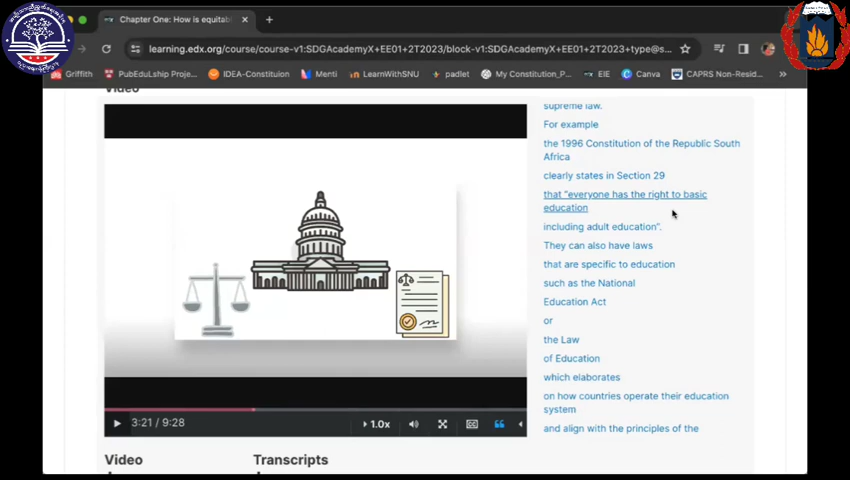 Chapter One: How is equitabl
learning.edx.org/course/course-v1:SDGAcademyX+EE01+2T2023/block-v1:SDGAcademyX+EE01+2T2023+type@s...
Griffith PubEduLship Proje... IDEA-Constituion Menti LearnWithSNU padlet My Constitution_P... EIE Canva CAPRS Non-Resid... »
Video
supreme law.
For example
the 1996 Constitution of the Republic South
Africa
clearly states in Section 29
that "everyone has the right to basic
education
including adult education".
They can also have laws
that are specific to education
such as the National
Education Act
or
the Law
of Education
which elaborates
on how countries operate their education
system
and align with the principles of the
3:21 / 9:28
1.0x
Video Transcripts